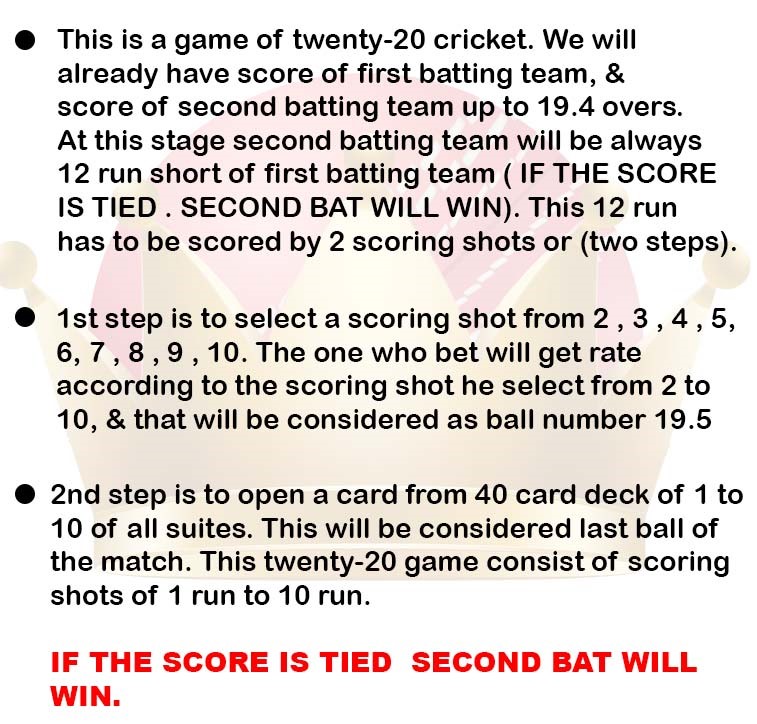 ● This is a game of twenty-20 cricket. We will
already have score of first batting team, &
score of second batting team up to 19.4 overs.
At this stage second batting team will be always
12 run short of first batting team ( IF THE SCORE
IS TIED . SECOND BAT WILL WIN). This 12 run
has to be scored by 2 scoring shots or (two steps).
● 1st step is to select a scoring shot from 2 , 3 , 4 , 5,
6, 7 , 8 , 9 , 10. The one who bet will get rate
according to the scoring shot he select from 2 to
10, & that will be considered as ball number 19.5
● 2nd step is to open a card from 40 card deck of 1 to
10 of all suites. This will be considered last ball of
the match. This twenty-20 game consist of scoring
shots of 1 run to 10 run.
IF THE SCORE IS TIED SECOND BAT WILL
WIN.